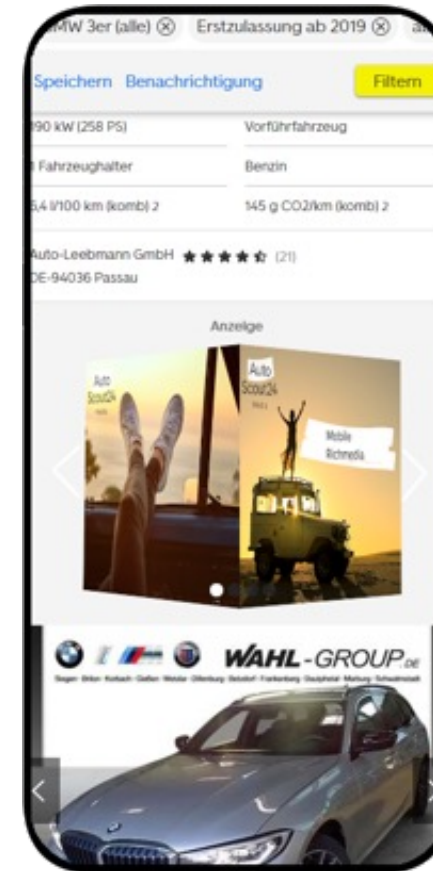 MW 3er (alle) Erstzulassung ab 2019
Speichern Benachrichtigung Filtern
190 kW (258 PS) Vorführfahrzeug
1 Fahrzeughalter Benzin
6,4 l/100 km (komb) 2 145 g CO2/km (komb) 2
Auto-Leebmann GmbH (21)
DE-94036 Passau
Anzeige
Auto
Scout24
Auto
Scout24
Mobile
Richmedia
WAHL-GROUP.DE